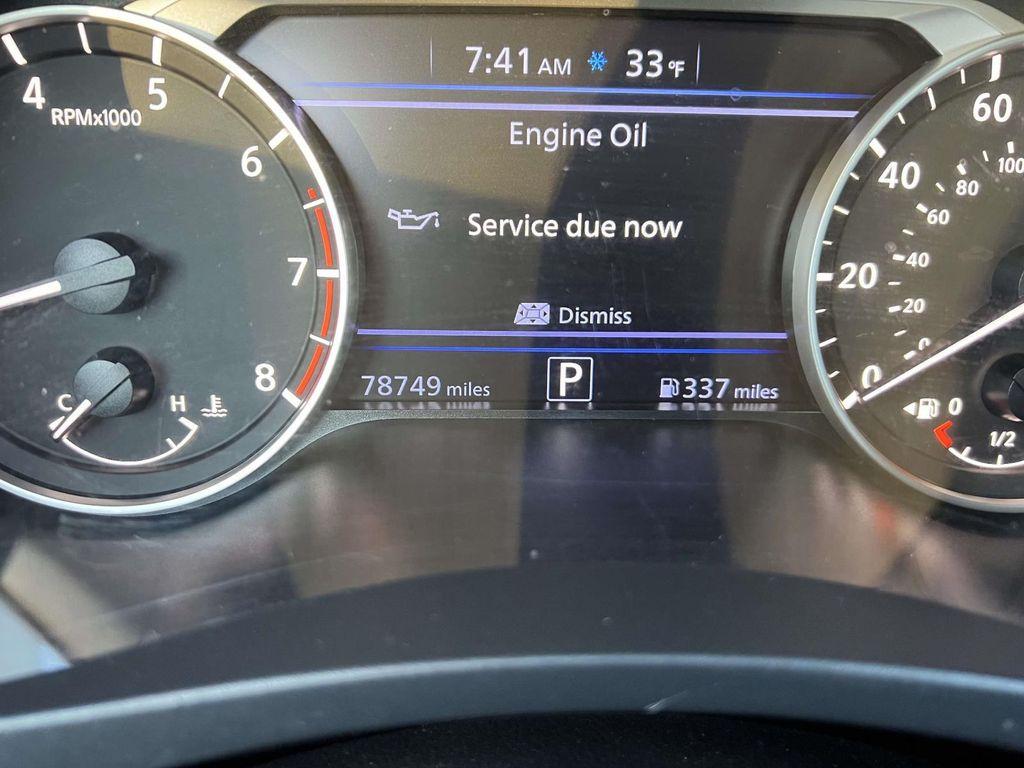 7:41 AM 33°F
4 5 6 7 8
RPMx1000
Engine Oil
Service due now
Dismiss
78749 miles P 337 miles
C H
0 20 40 60
0 20 40 60 80 100
0 1/2